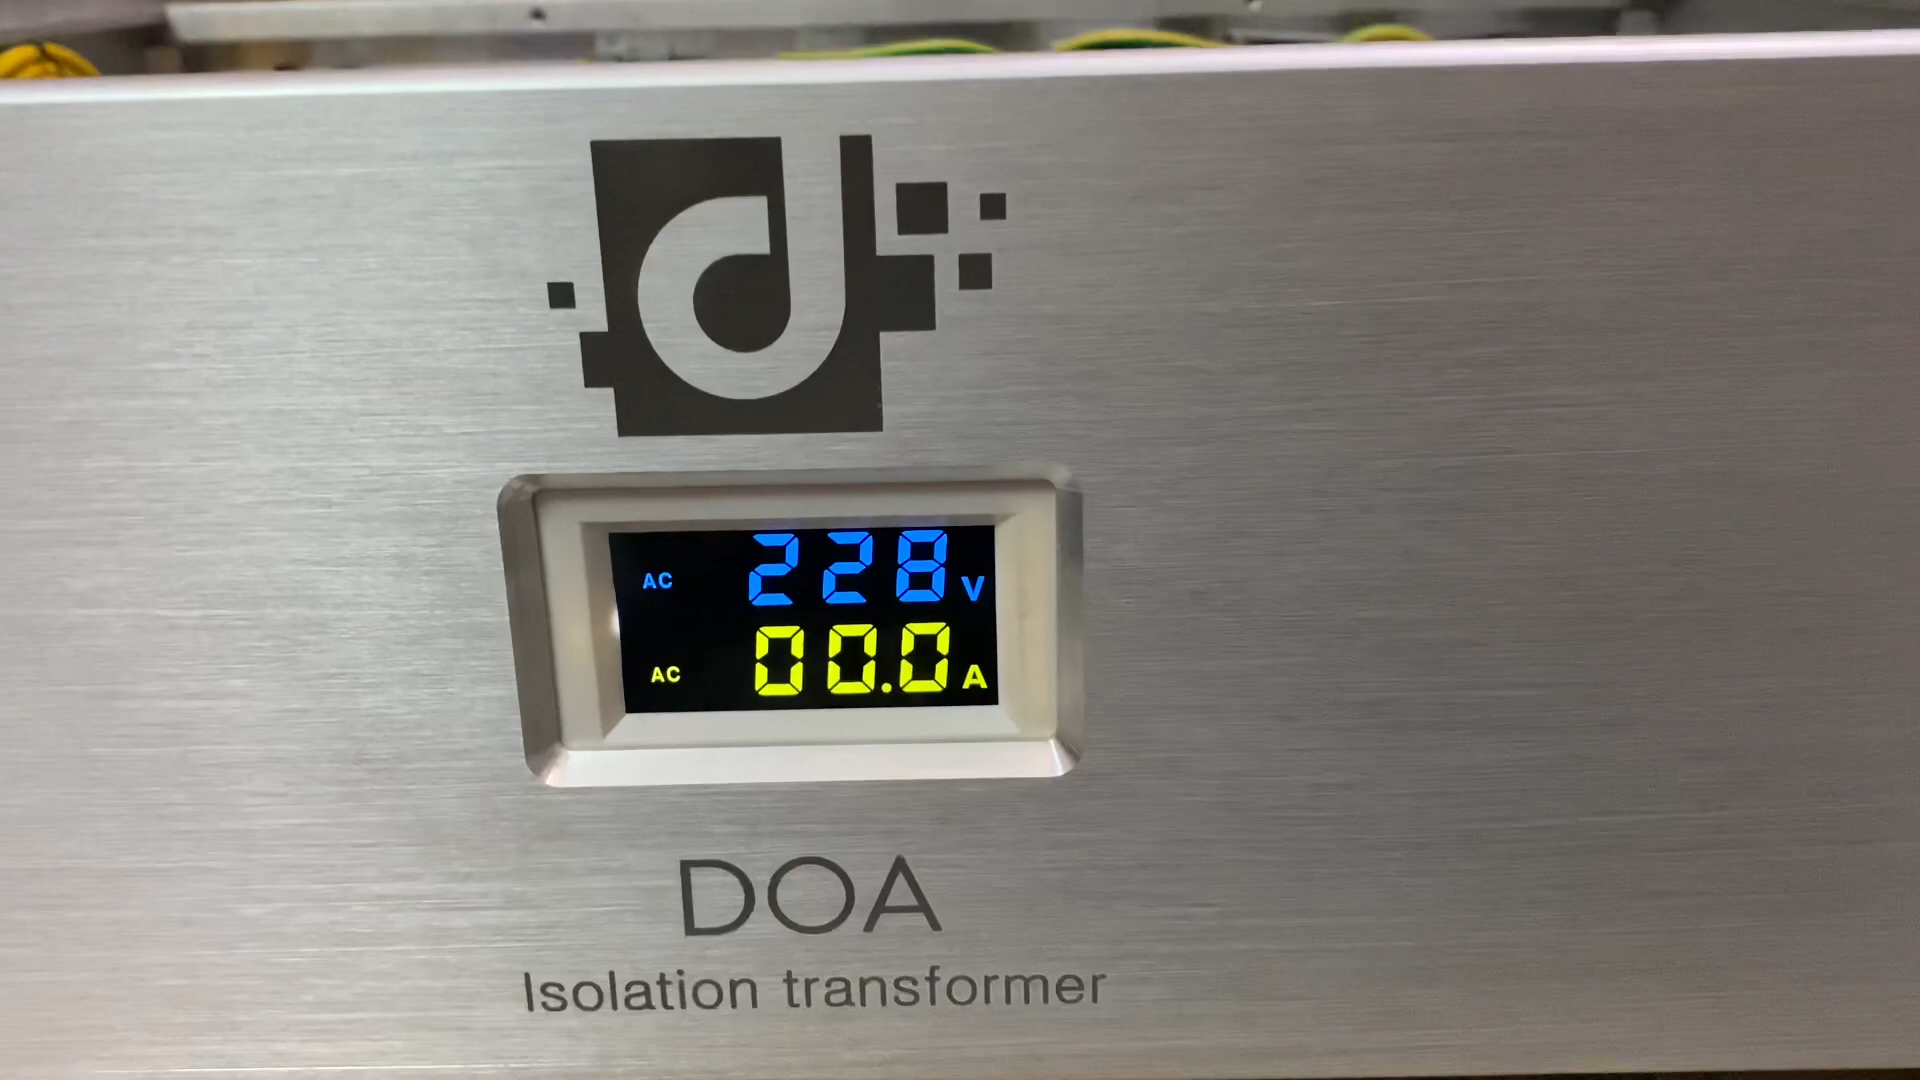 AC 228 V
AC 00.0 A
DOA
Isolation transformer